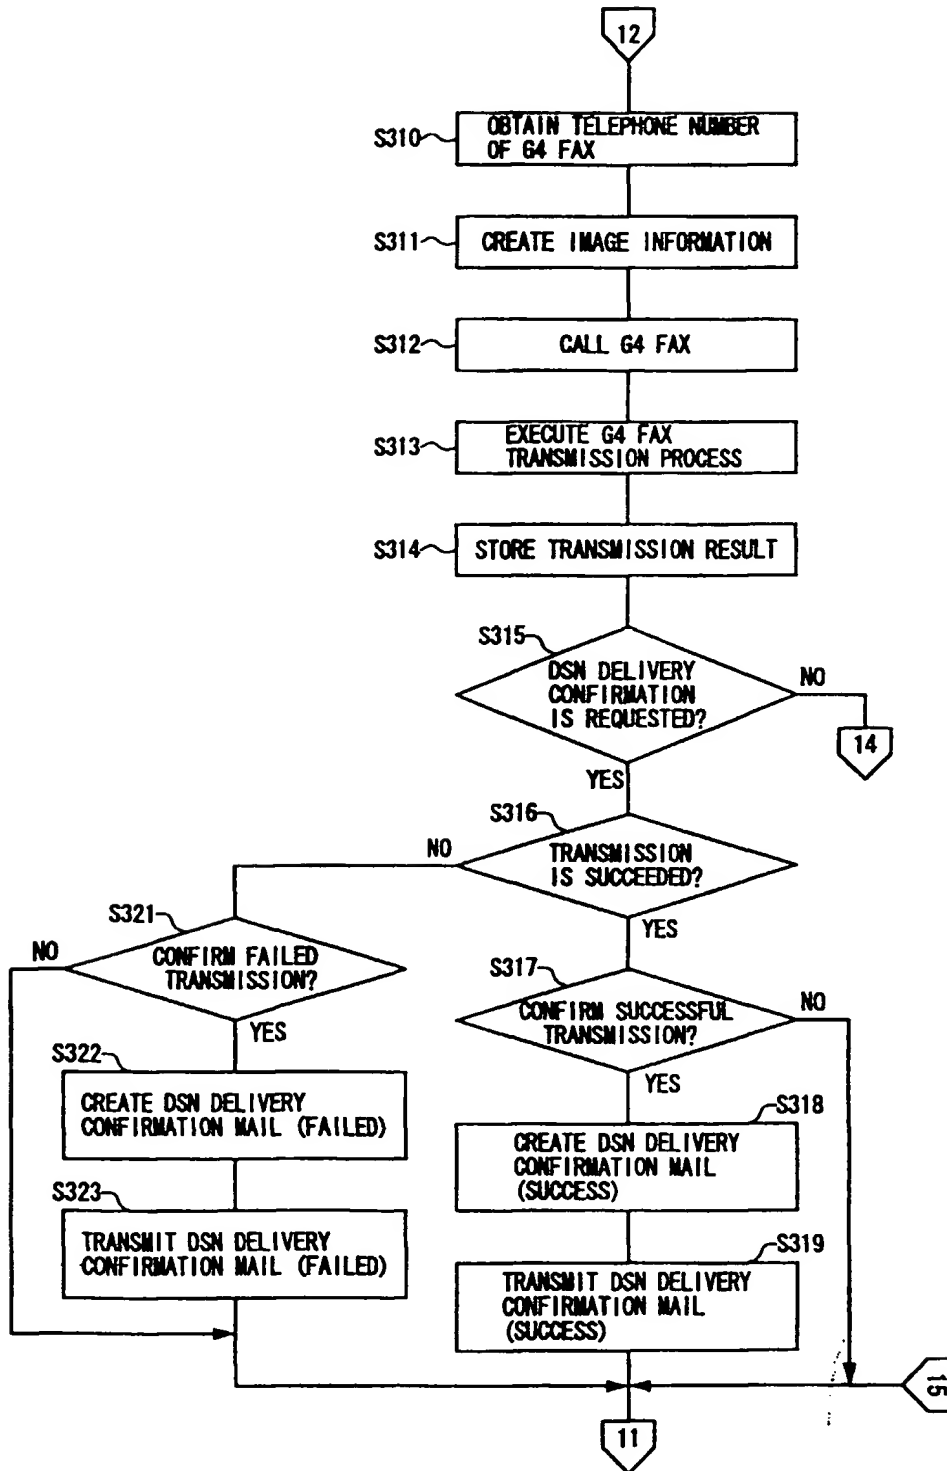 12
S310
OBTAIN TELEPHONE NUMBER
OF G4 FAX
S311
CREATE IMAGE INFORMATION
S312
CALL G4 FAX
S313
EXECUTE G4 FAX
TRANSMISSION PROCESS
S314
STORE TRANSMISSION RESULT
S315
DSN DELIVERY
CONFIRMATION
IS REQUESTED?
NO
14
YES
S316
TRANSMISSION
IS SUCCEEDED?
NO
YES
S321
CONFIRM FAILED
TRANSMISSION?
NO
YES
S317
CONFIRM SUCCESSFUL
TRANSMISSION?
NO
YES
S322
CREATE DSN DELIVERY
CONFIRMATION MAIL (FAILED)
S318
CREATE DSN DELIVERY
CONFIRMATION MAIL
(SUCCESS)
S323
TRANSMIT DSN DELIVERY
CONFIRMATION MAIL (FAILED)
S319
TRANSMIT DSN DELIVERY
CONFIRMATION MAIL
(SUCCESS)
15
11